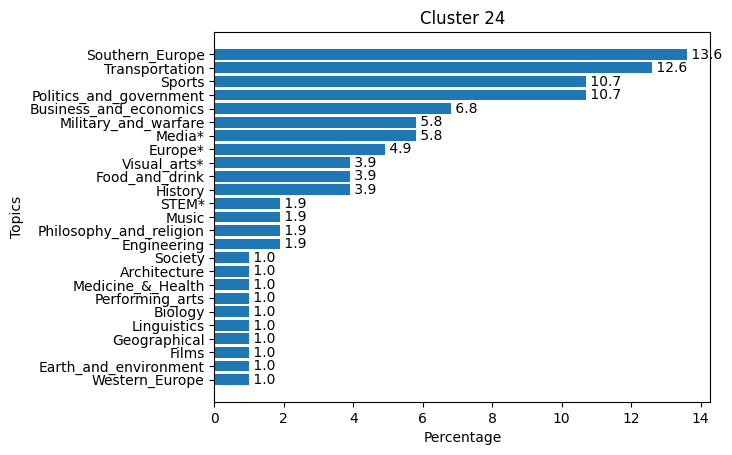 Cluster 24
Southern_Europe 13.6
Transportation 12.6
Sports 10.7
Politics_and_government 10.7
Business_and_economics 6.8
Military_and_warfare 5.8
Media* 5.8
Europe* 4.9
Visual_arts* 3.9
Food_and_drink 3.9
History 3.9
STEM* 1.9
Music 1.9
Philosophy_and_religion 1.9
Engineering 1.9
Society 1.0
Architecture 1.0
Medicine_&_Health 1.0
Performing_arts 1.0
Biology 1.0
Linguistics 1.0
Geographical 1.0
Films 1.0
Earth_and_environment 1.0
Western_Europe 1.0
Topics
0 2 4 6 8 10 12 14
Percentage